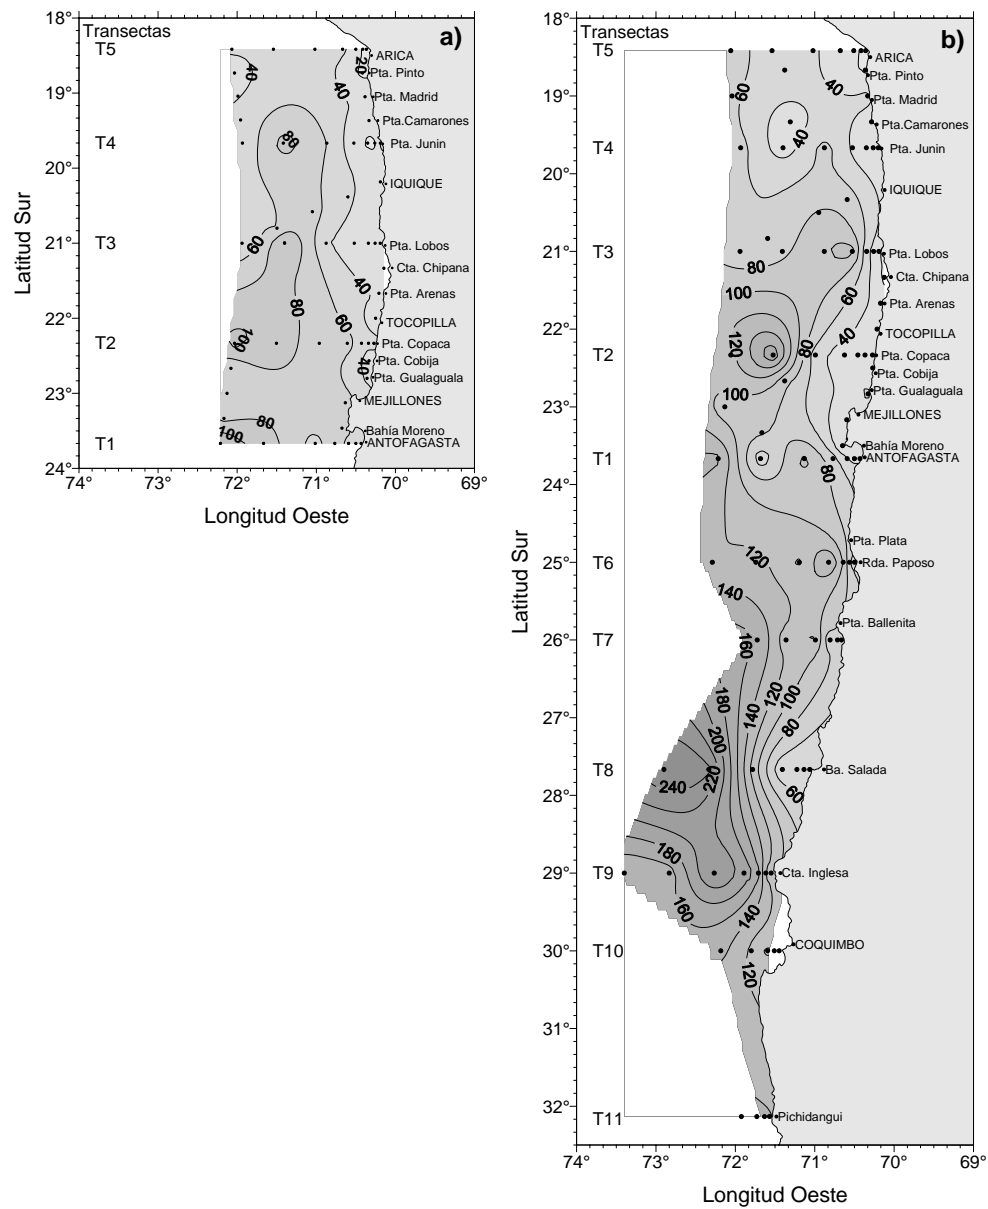 a)
Transectas
18°
19°
20°
21°
22°
23°
24°
Latitud Sur
T5
T4
T3
T2
T1
ARICA
Pta. Pinto
Pta. Madrid
Pta.Camarones
Pta. Junin
IQUIQUE
Pta. Lobos
Cta. Chipana
Pta. Arenas
TOCOPILLA
Pta. Copaca
Pta. Cobija
Pta. Gualaguala
MEJILLONES
Bahía Moreno
ANTOFAGASTA
40
20
40
80
60
80
40
60
100
40
80
100
74°
73°
72°
71°
70°
69°
Longitud Oeste
b)
Transectas
18°
19°
20°
21°
22°
23°
24°
25°
26°
27°
28°
29°
30°
31°
32°
Latitud Sur
T5
T4
T3
T2
T1
T6
T7
T8
T9
T10
T11
ARICA
Pta. Pinto
Pta. Madrid
Pta.Camarones
Pta. Junin
IQUIQUE
Pta. Lobos
Cta. Chipana
Pta. Arenas
TOCOPILLA
Pta. Copaca
Pta. Cobija
Pta. Gualaguala
MEJILLONES
Bahía Moreno
ANTOFAGASTA
Pta. Plata
Rda. Paposo
Pta. Ballenita
Ba. Salada
Cta. Inglesa
COQUIMBO
Pichidangui
60
40
40
80
100
60
120
80
40
100
80
120
140
160
180
140
120
100
80
200
220
240
60
180
160
140
120
74°
73°
72°
71°
70°
69°
Longitud Oeste